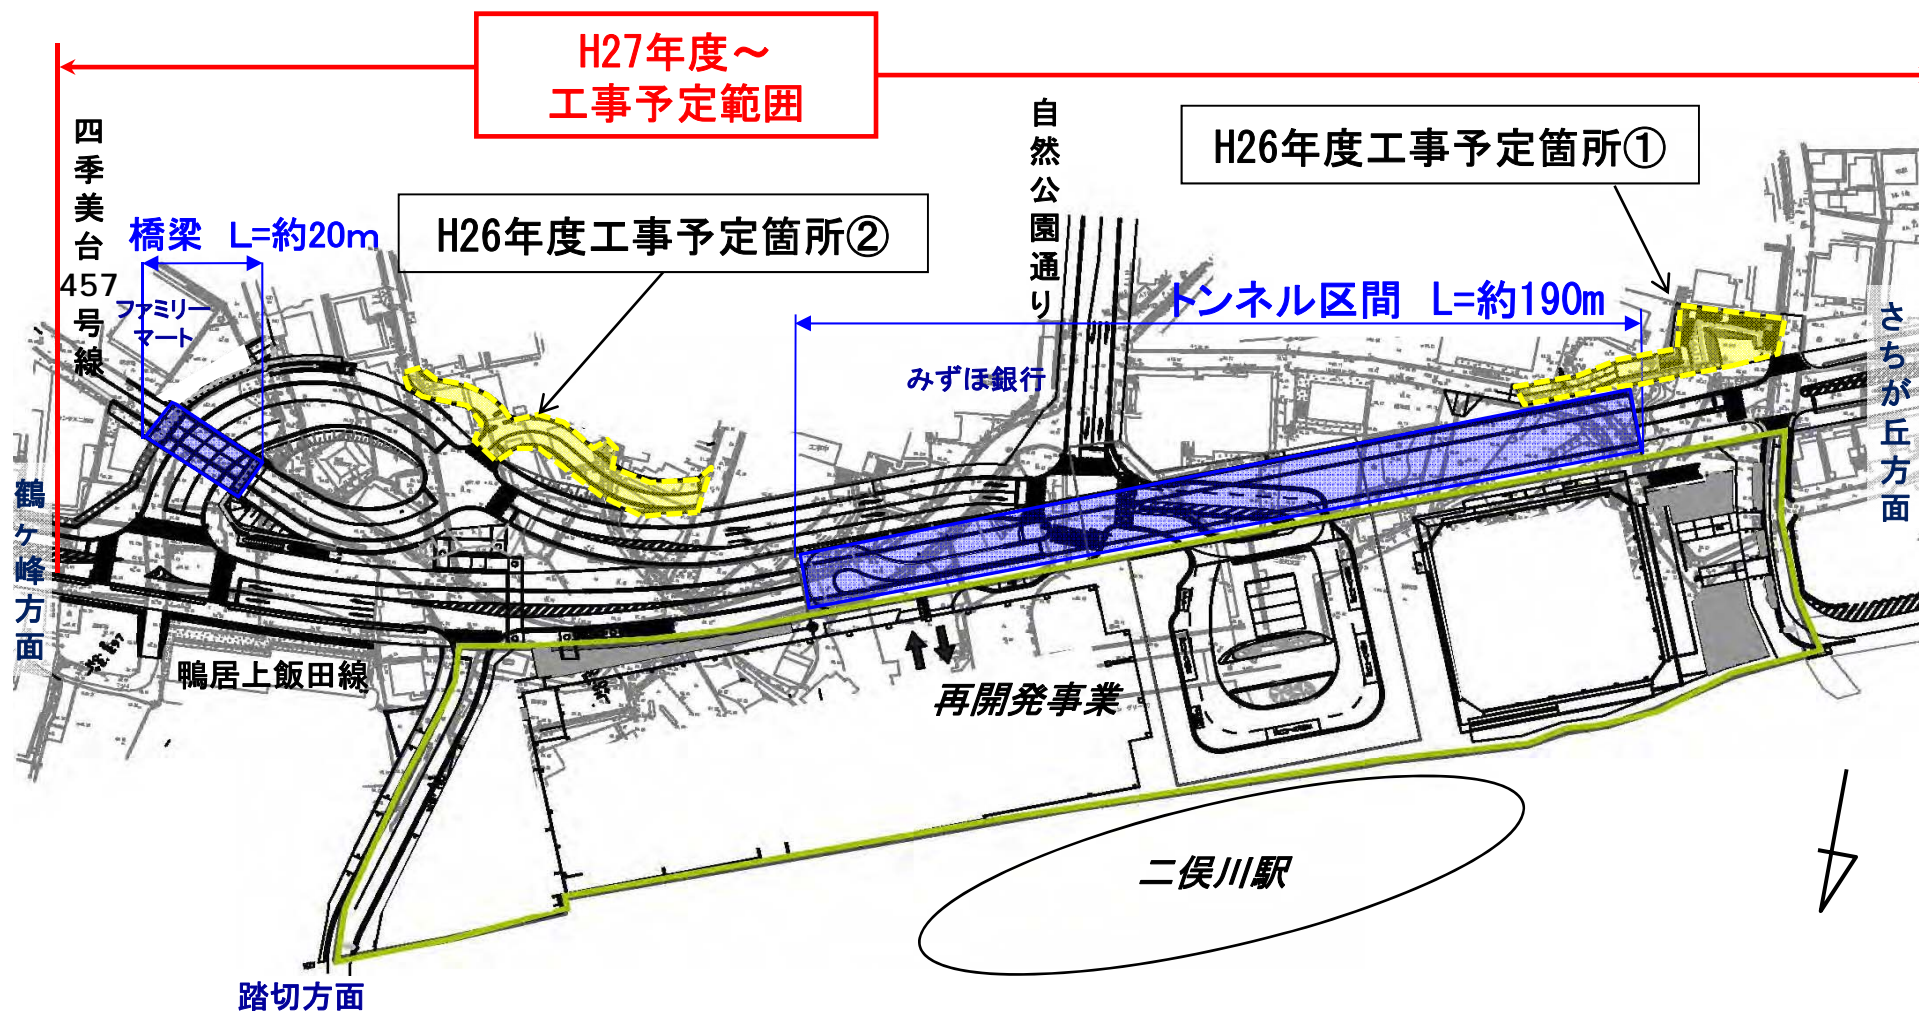 H27年度～
工事予定範囲
四季美台457号線
橋梁　L=約20m
ファミリー
マート
H26年度工事予定箇所②
自然公園通り
H26年度工事予定箇所①
トンネル区間　L=約190m
みずほ銀行
さちが丘方面
鶴ヶ峰方面
鴨居上飯田線
再開発事業
二俣川駅
踏切方面